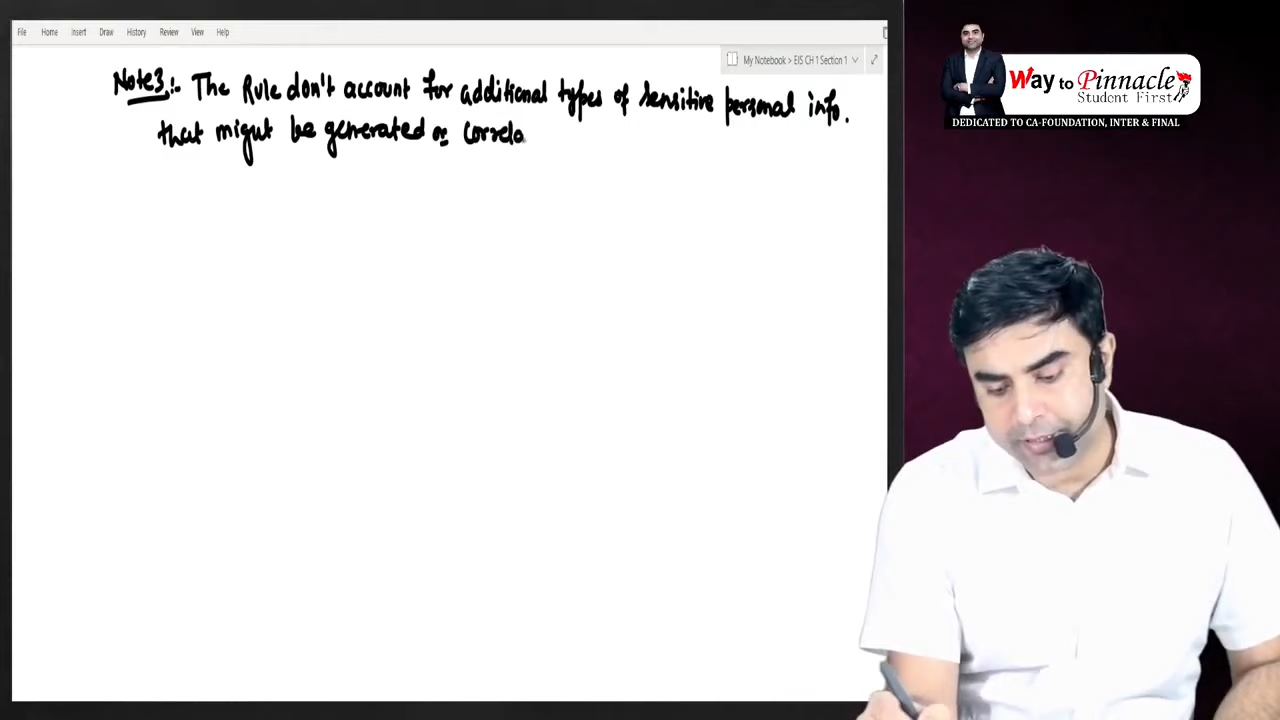 File Home Insert Draw History Review View Help
My Notebook > EIS CH 1 Section 1
Note3:- The Rule don't account for additional types of sensitive personal info.
that might be generated or correla
Way to Pinnacle
Student First
DEDICATED TO CA-FOUNDATION, INTER & FINAL